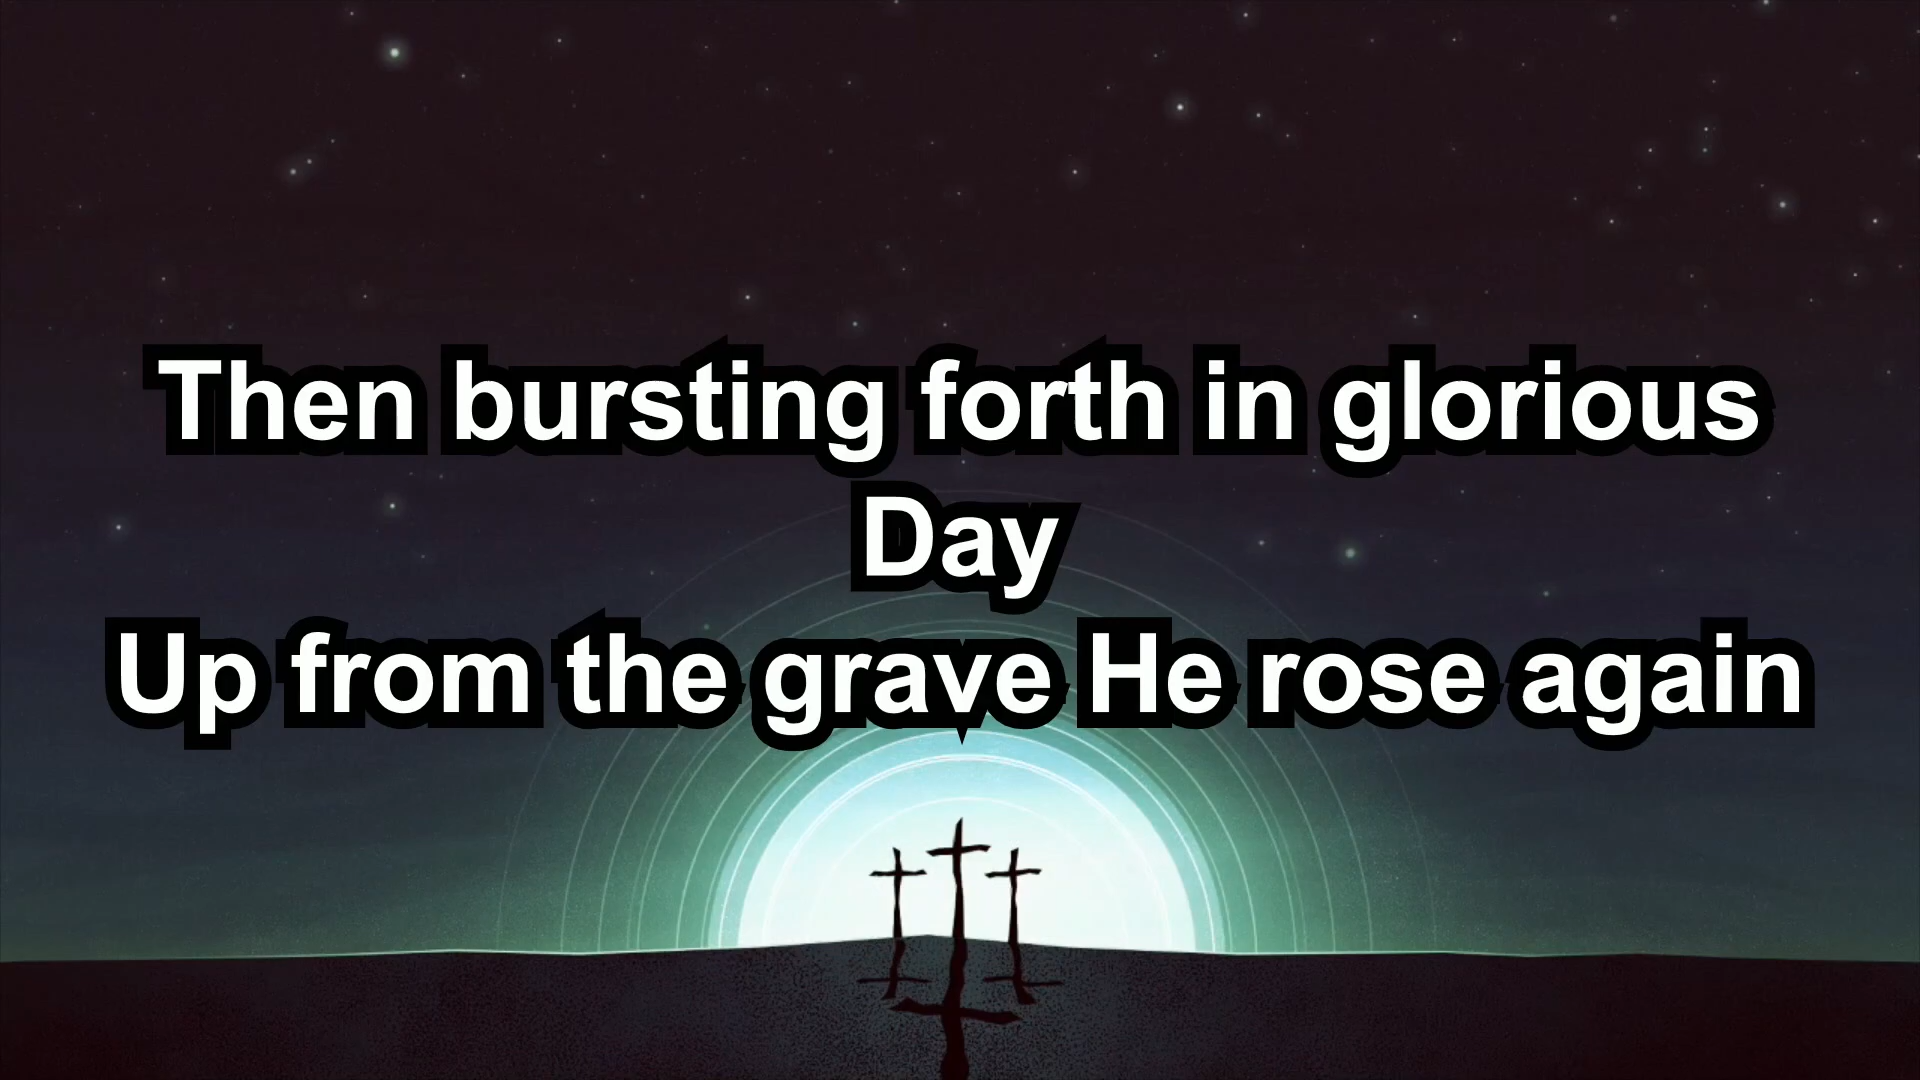 Then bursting forth in glorious
Day
Up from the grave He rose again